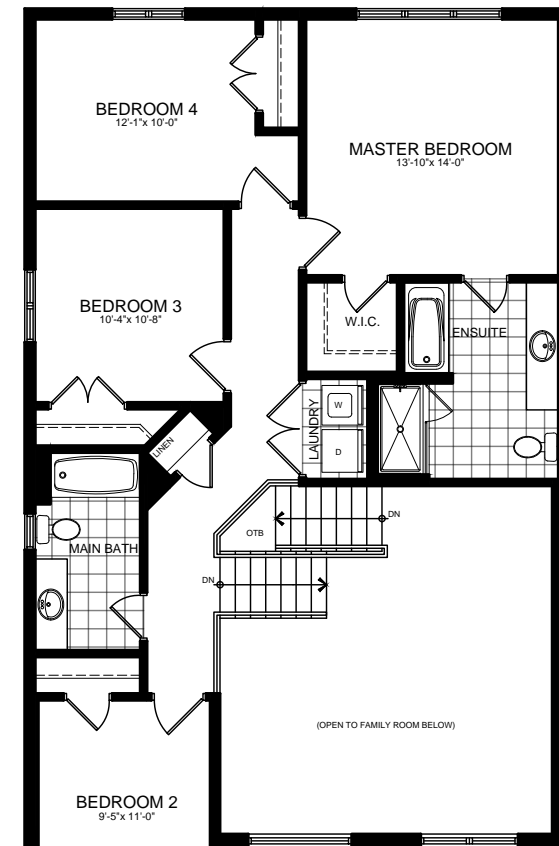 BEDROOM 4
12'-1"x 10'-0"
MASTER BEDROOM
13'-10"x 14'-0"
BEDROOM 3
10'-4"x 10'-8"
W.I.C.
ENSUITE
LAUNDRY
W
D
LINEN
DN
OTB
MAIN BATH
DN
(OPEN TO FAMILY ROOM BELOW)
BEDROOM 2
9'-5"x 11'-0"